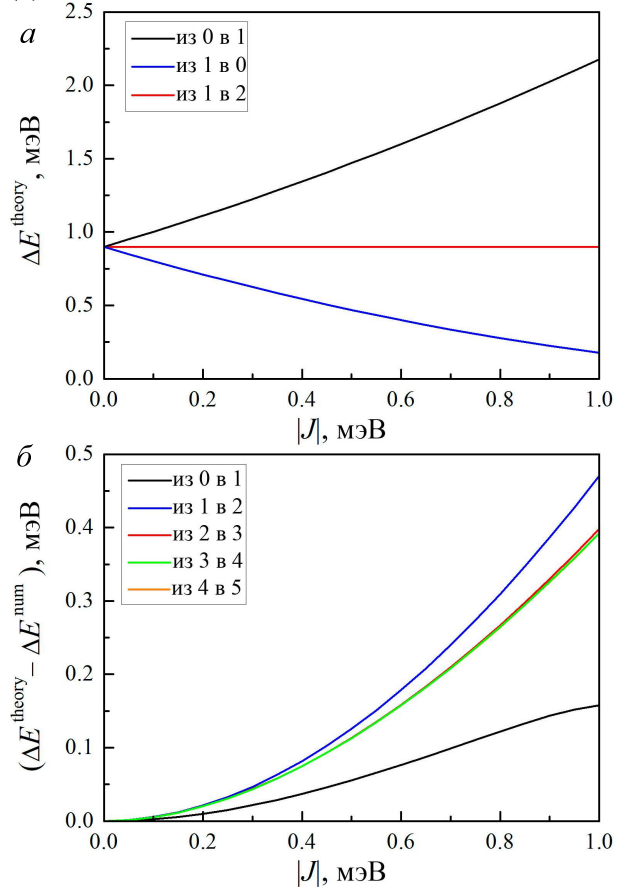 а
2.5
2.0
1.5
1.0
0.5
0.0
ΔE theory, мэВ
из 0 в 1
из 1 в 0
из 1 в 2
0.0 0.2 0.4 0.6 0.8 1.0
|J|, мэВ
б
0.5
0.4
0.3
0.2
0.1
0.0
(ΔE theory – ΔE num), мэВ
из 0 в 1
из 1 в 2
из 2 в 3
из 3 в 4
из 4 в 5
0.0 0.2 0.4 0.6 0.8 1.0
|J|, мэВ